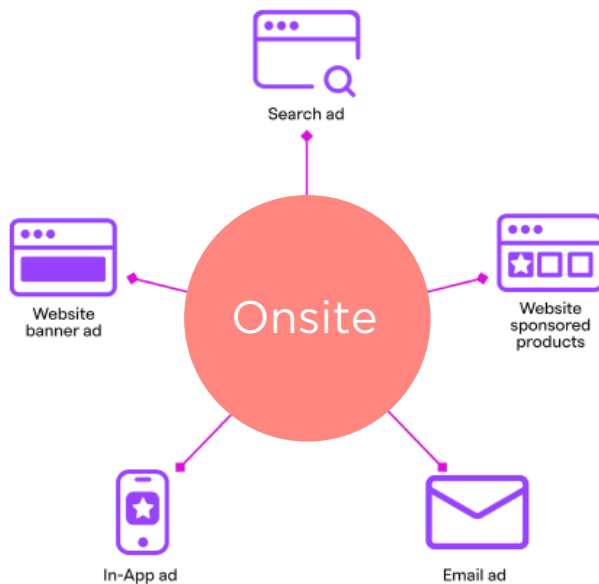 Search ad
Website
banner ad
Onsite
Website
sponsored
products
In-App ad
Email ad